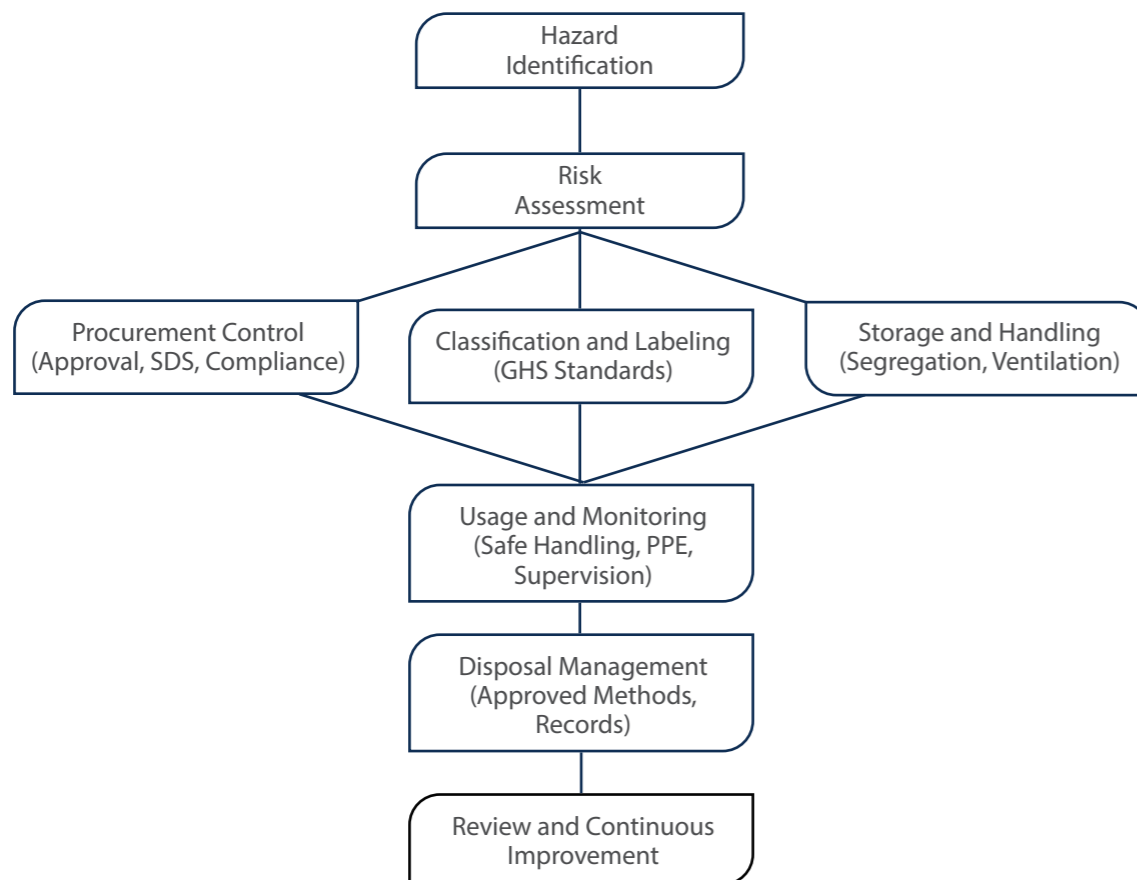 Hazard
Identification
Risk
Assessment
Procurement Control
(Approval, SDS, Compliance)
Classification and Labeling
(GHS Standards)
Storage and Handling
(Segregation, Ventilation)
Usage and Monitoring
(Safe Handling, PPE,
Supervision)
Disposal Management
(Approved Methods,
Records)
Review and Continuous
Improvement